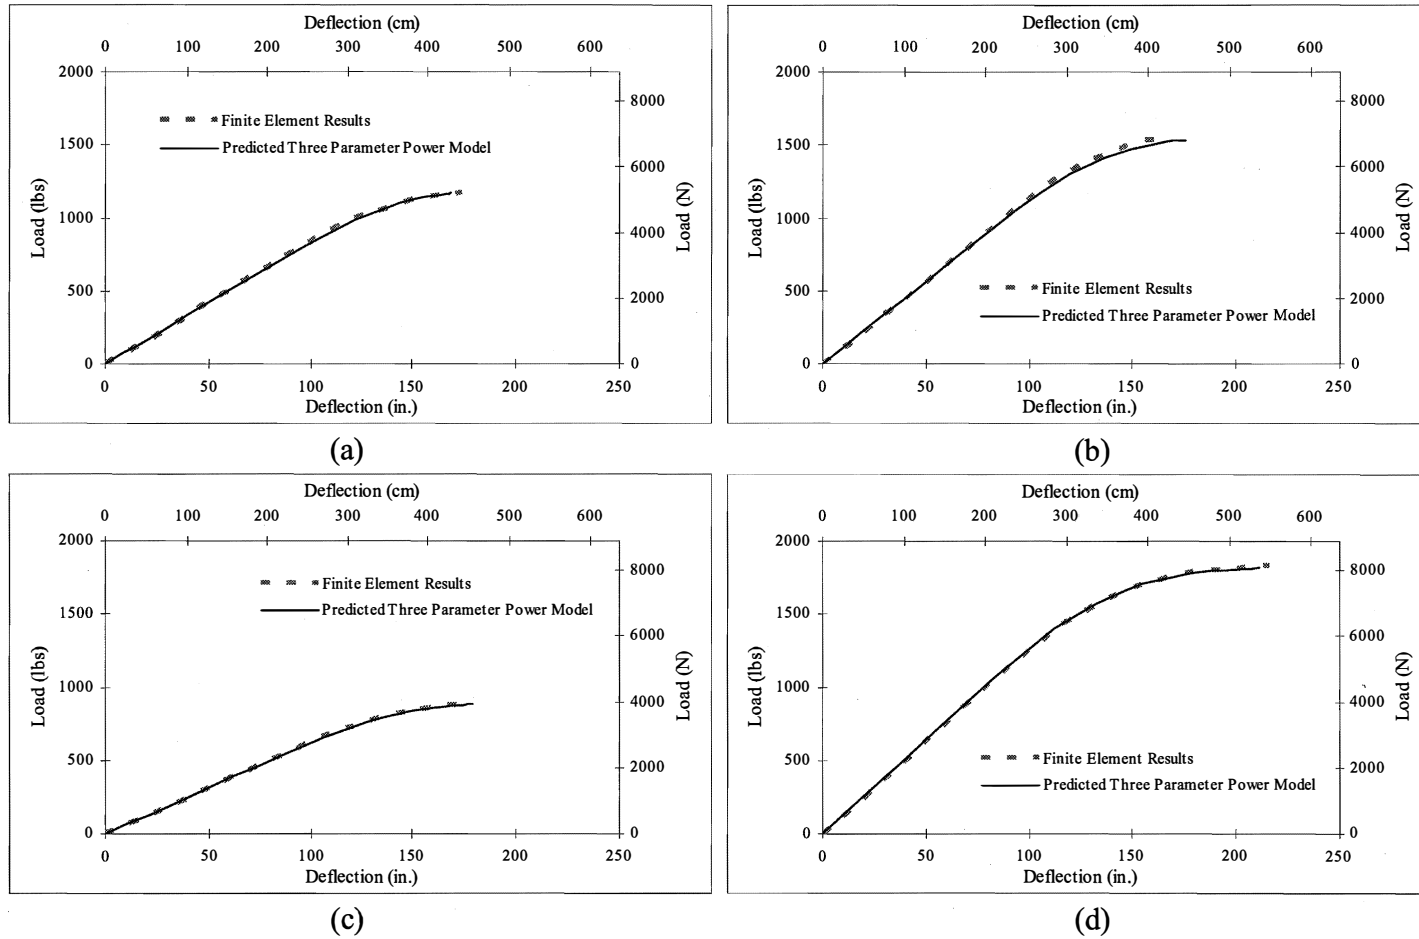 Deflection (cm)
0 100 200 300 400 500 600
2000
1500
1000
500
0
8000
6000
4000
2000
0
Load (lbs)
Load (N)
Finite Element Results
Predicted Three Parameter Power Model
0 50 100 150 200 250
Deflection (in.)
(a)
Deflection (cm)
0 100 200 300 400 500 600
2000
1500
1000
500
0
8000
6000
4000
2000
0
Load (lbs)
Load (N)
Finite Element Results
Predicted Three Parameter Power Model
0 50 100 150 200 250
Deflection (in.)
(b)
Deflection (cm)
0 100 200 300 400 500 600
2000
1500
1000
500
0
8000
6000
4000
2000
0
Load (lbs)
Load (N)
Finite Element Results
Predicted Three Parameter Power Model
0 50 100 150 200 250
Deflection (in.)
(c)
Deflection (cm)
0 100 200 300 400 500 600
2000
1500
1000
500
0
8000
6000
4000
2000
0
Load (lbs)
Load (N)
Finite Element Results
Predicted Three Parameter Power Model
0 50 100 150 200 250
Deflection (in.)
(d)